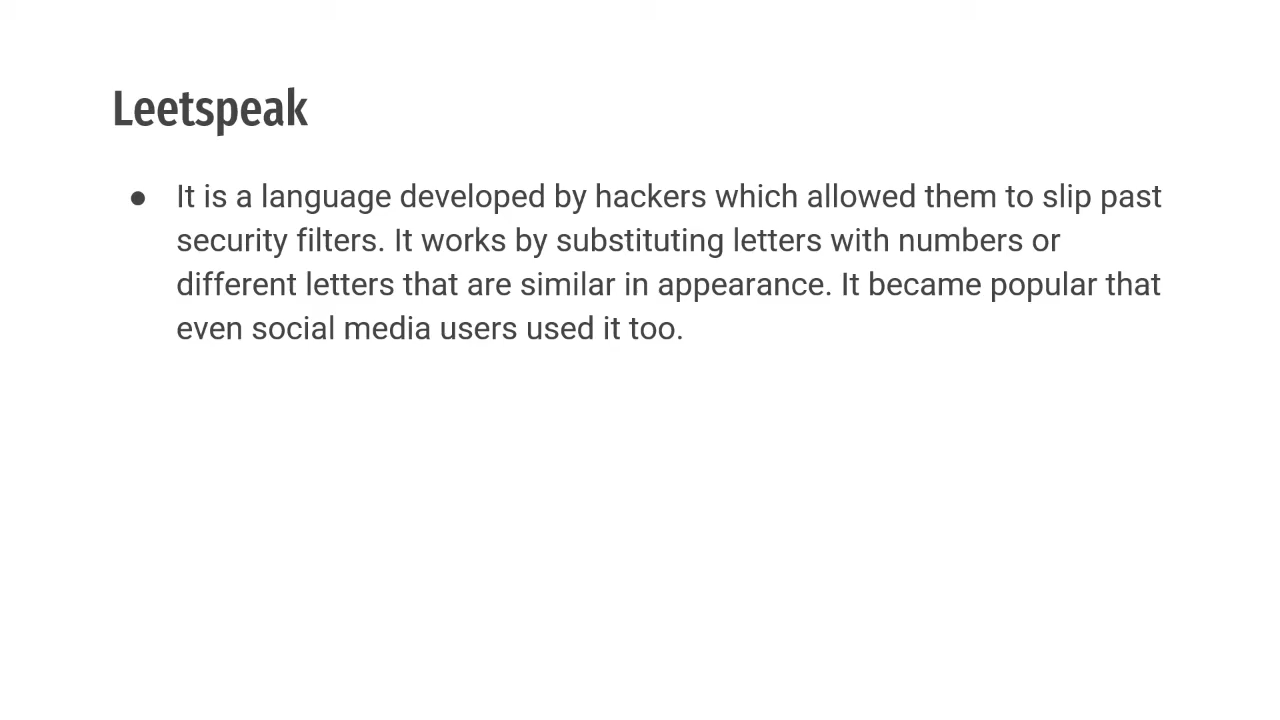 Leetspeak
● It is a language developed by hackers which allowed them to slip past
security filters. It works by substituting letters with numbers or
different letters that are similar in appearance. It became popular that
even social media users used it too.